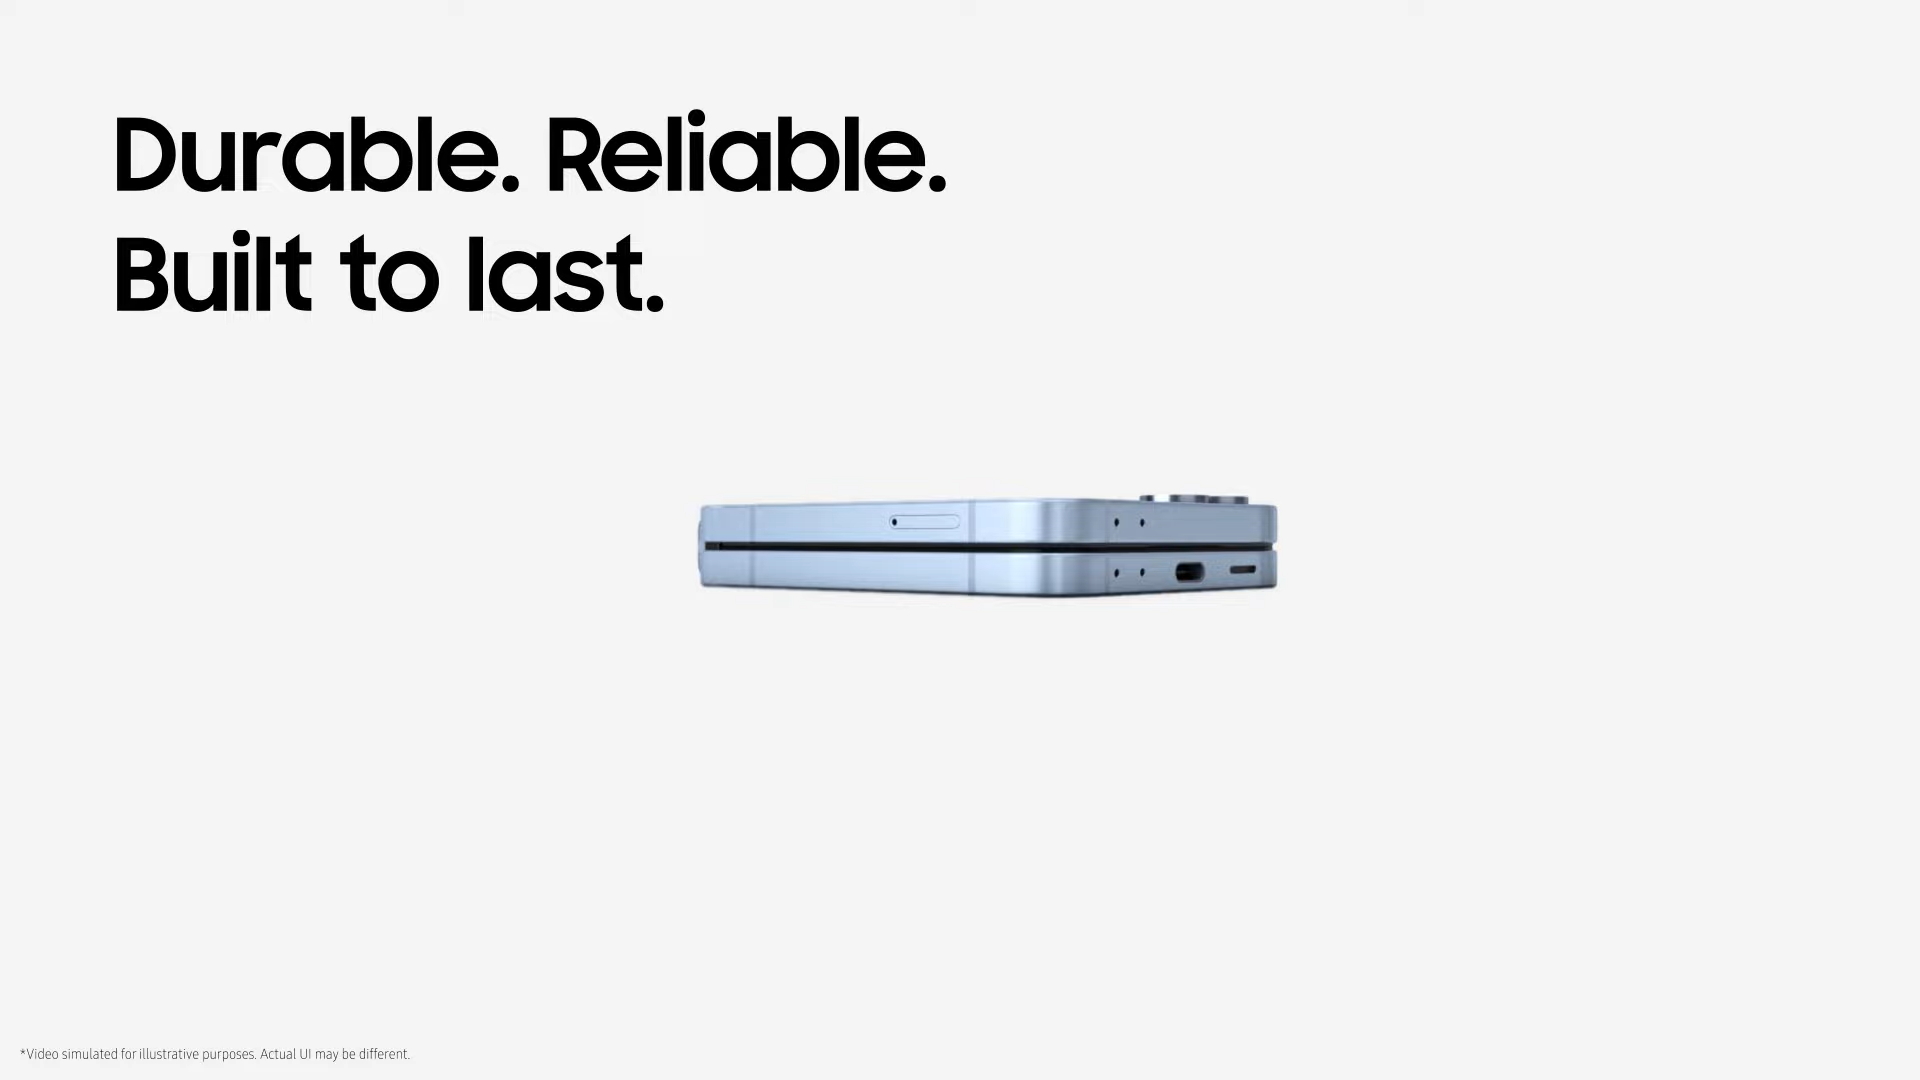 Durable. Reliable.
Built to last.
*Video simulated for illustrative purposes. Actual UI may be different.